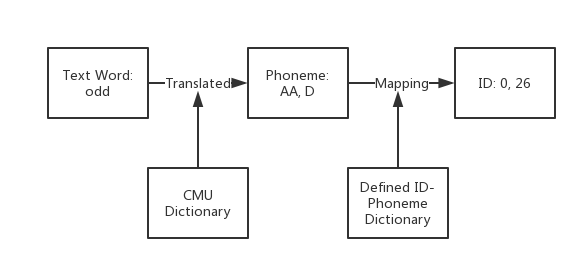 Text Word:
odd
Translated
Phoneme:
AA, D
Mapping
ID: 0, 26
CMU
Dictionary
Defined ID-
Phoneme
Dictionary